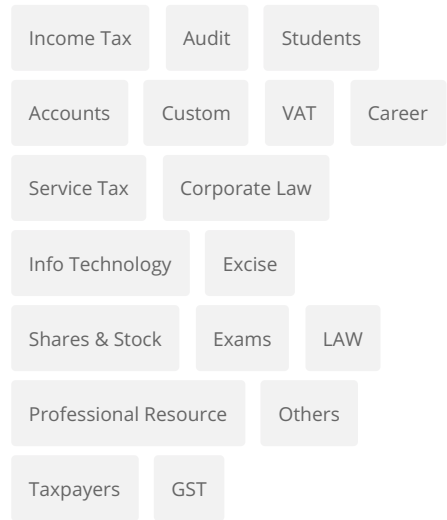 Income Tax Audit Students
Accounts Custom VAT Career
Service Tax Corporate Law
Info Technology Excise
Shares & Stock Exams LAW
Professional Resource Others
Taxpayers GST